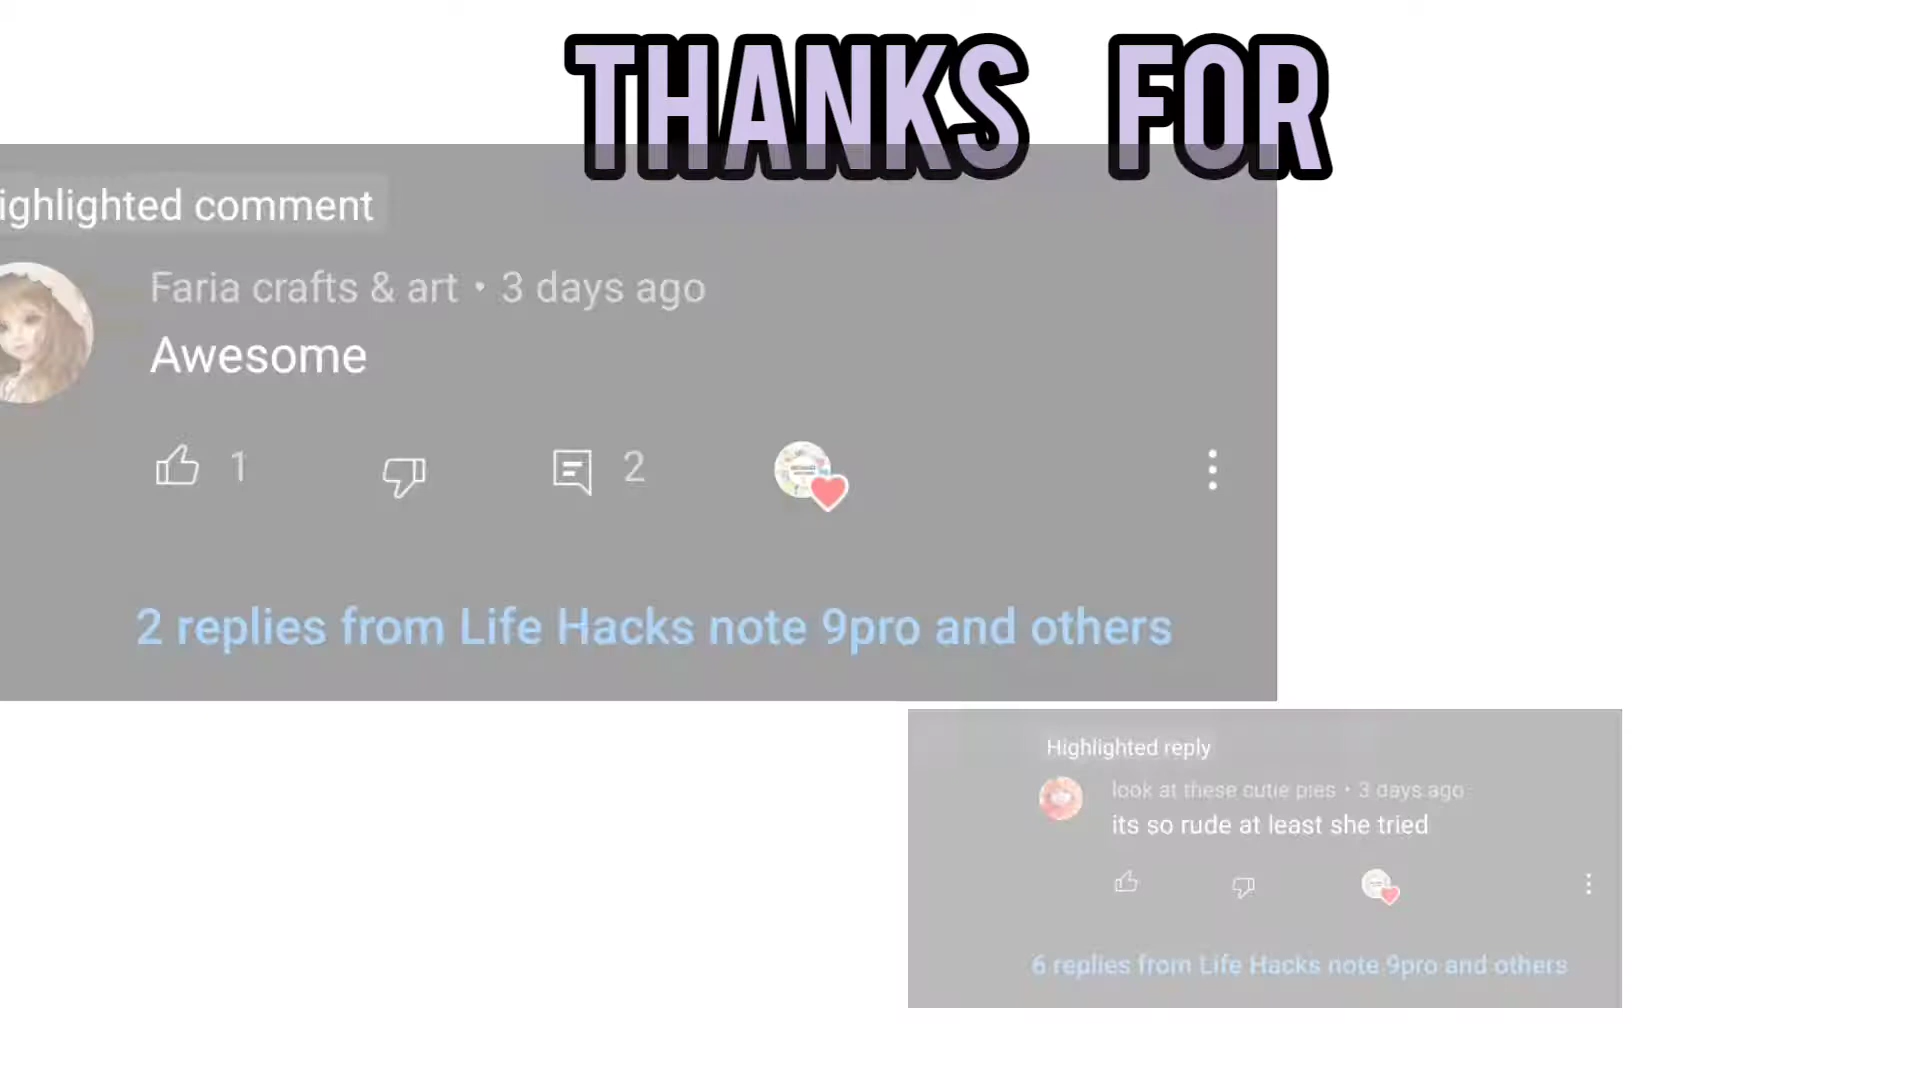 THANKS FOR
ighlighted comment
Faria crafts & art • 3 days ago
Awesome
1
2
2 replies from Life Hacks note 9pro and others
Highlighted reply
look at these cutie pies • 3 days ago
its so rude at least she tried
6 replies from Life Hacks note 9pro and others